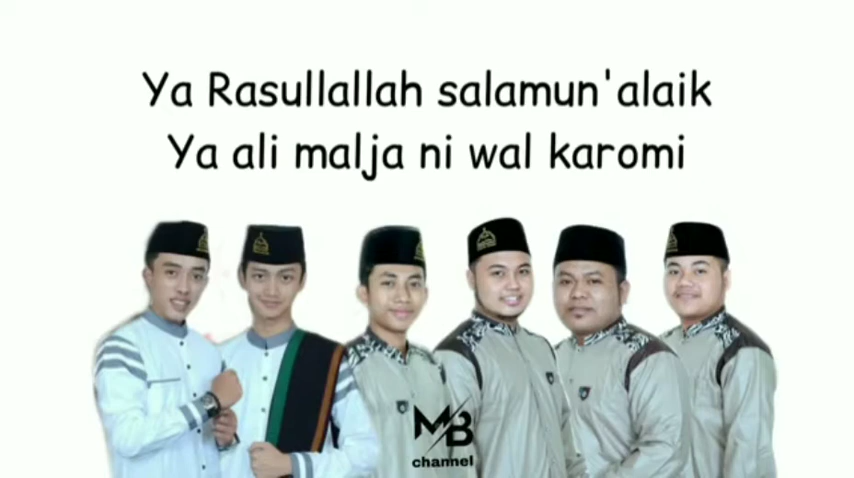 Ya Rasullallah salamun'alaik
Ya ali malja ni wal karomi
MB
channel